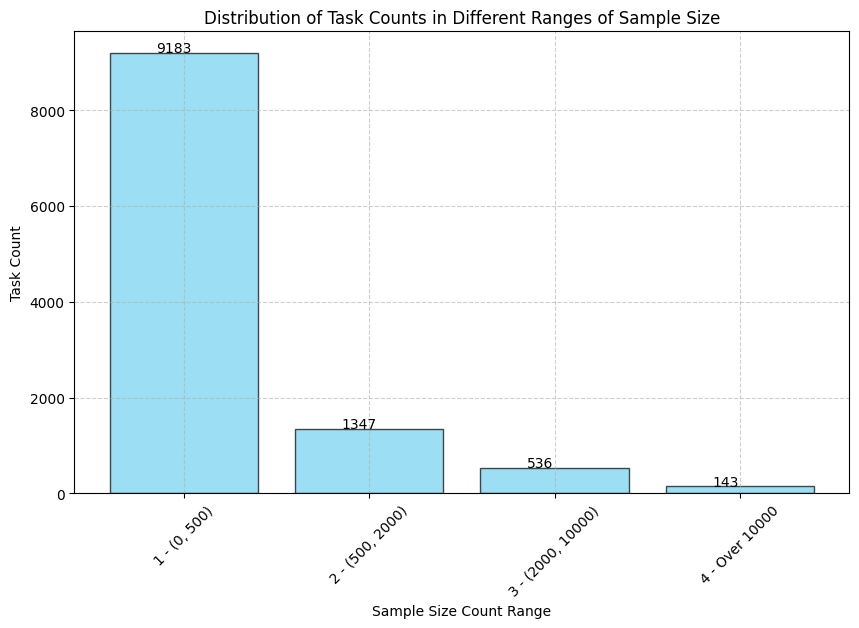 Distribution of Task Counts in Different Ranges of Sample Size
9183
8000
6000
Task Count
4000
2000
1347
536
143
0
1 - (0, 500)
2 - (500, 2000)
3 - (2000, 10000)
4 - Over 10000
Sample Size Count Range